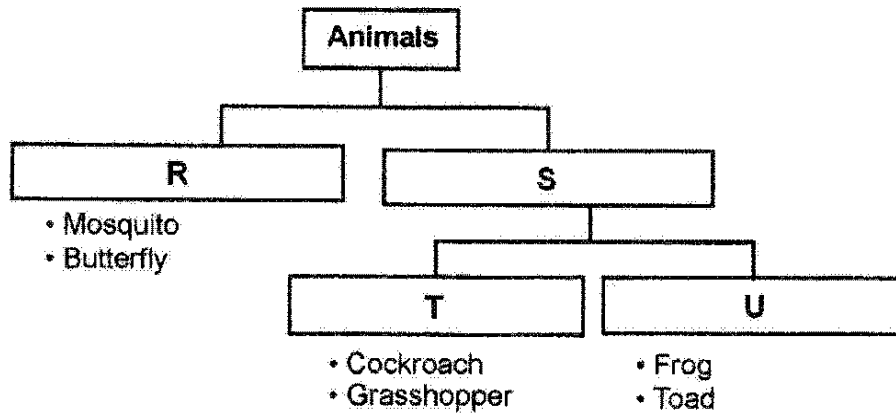 Animals
R
S
• Mosquito
• Butterfly
T
U
• Cockroach
• Grasshopper
• Frog
• Toad